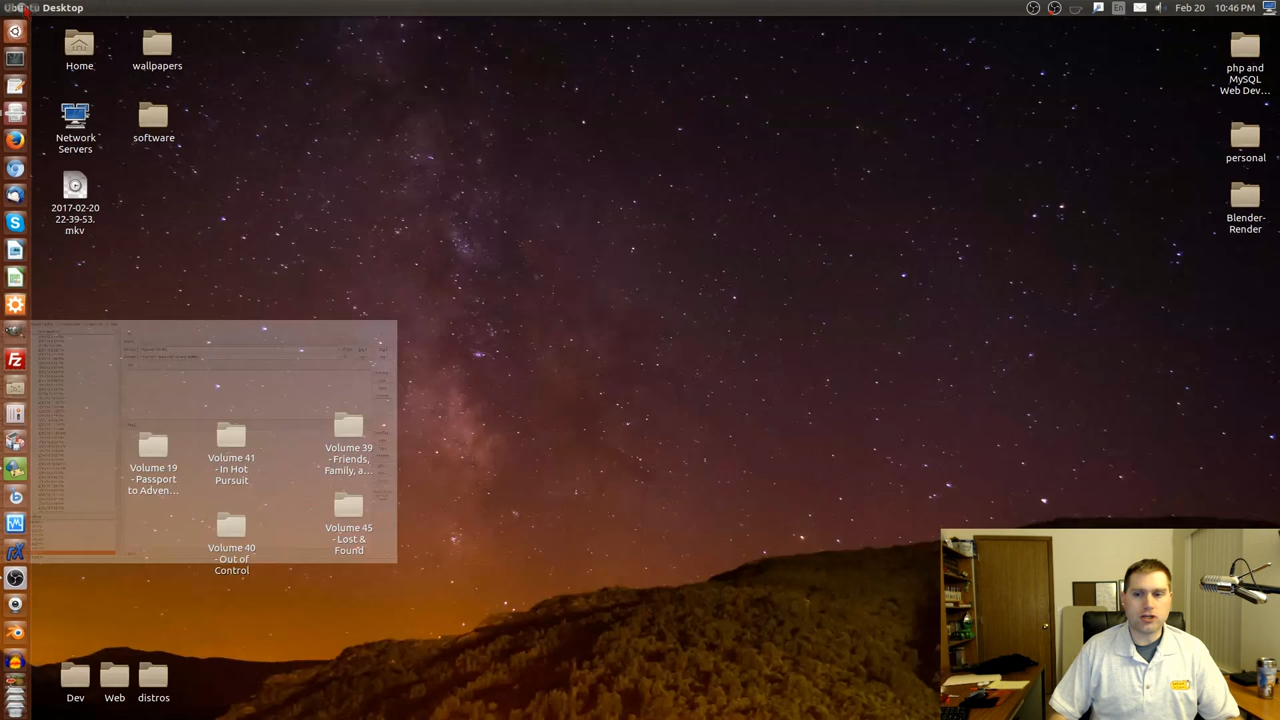 Ubuntu Desktop
En
Feb 20
10:46 PM
Home
wallpapers
Network
Servers
software
2017-02-20
22-39-53.
mkv
php and
MySQL
Web Dev...
personal
Blender-
Render
Volume 19
- Passport
to Adven...
Volume 41
- In Hot
Pursuit
Volume 39
- Friends,
Family, a...
Volume 40
- Out of
Control
Volume 45
- Lost &
Found
Dev
Web
distros